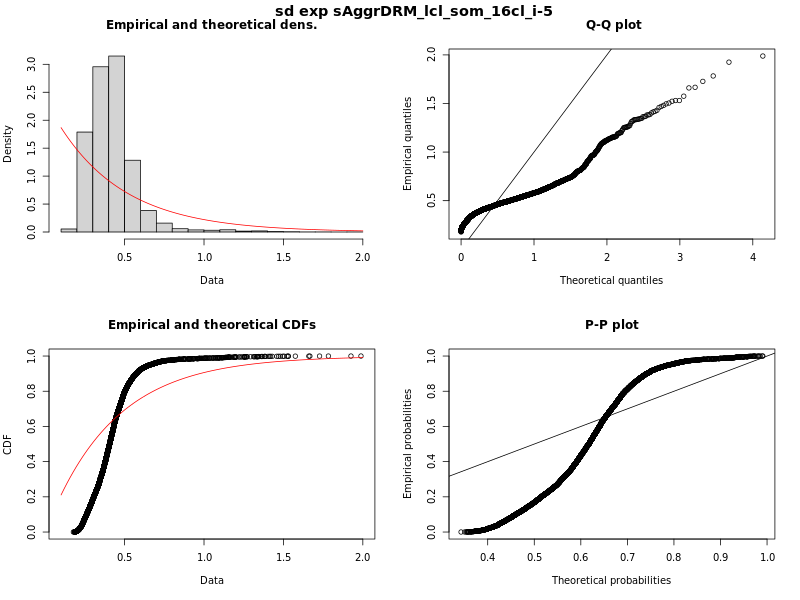 sd exp sAggrDRM_lcl_som_16cl_i-5
Empirical and theoretical dens.
Density
0.0 0.5 1.0 1.5 2.0 2.5 3.0
0.5 1.0 1.5 2.0
Data
Q-Q plot
Empirical quantiles
0.5 1.0 1.5 2.0
0 1 2 3 4
Theoretical quantiles
Empirical and theoretical CDFs
CDF
0.0 0.2 0.4 0.6 0.8 1.0
0.5 1.0 1.5 2.0
Data
P-P plot
Empirical probabilities
0.0 0.2 0.4 0.6 0.8 1.0
0.4 0.5 0.6 0.7 0.8 0.9 1.0
Theoretical probabilities